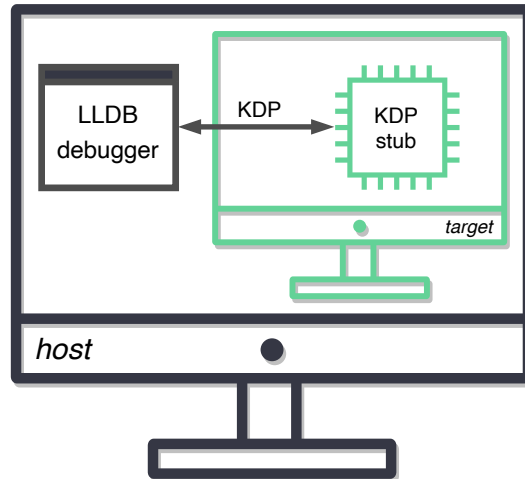 LLDB
debugger
KDP
KDP
stub
target
host